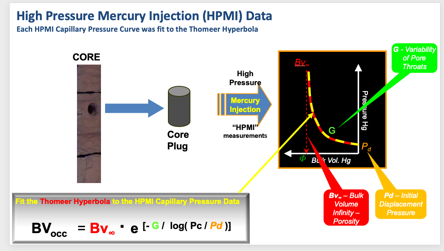 High Pressure Mercury Injection (HPMI) Data
Each HPMI Capillary Pressure Curve was fit to the Thomeer Hyperbola
CORE
Core
Plug
High
Pressure
Mercury
Injection
“HPMI”
measurements
Bv∞
G
Pd
Pressure Hg
Bulk Vol. Hg
Φ
G - Variability
of Pore
Throats
Bv∞ – Bulk
Volume
Infinity –
Porosity
Pd – Initial
Displacement
Pressure
Fit the Thomeer Hyperbola to the HPMI Capillary Pressure Data
BVocc = Bv∞ · e [- G / log( Pc / Pd )]